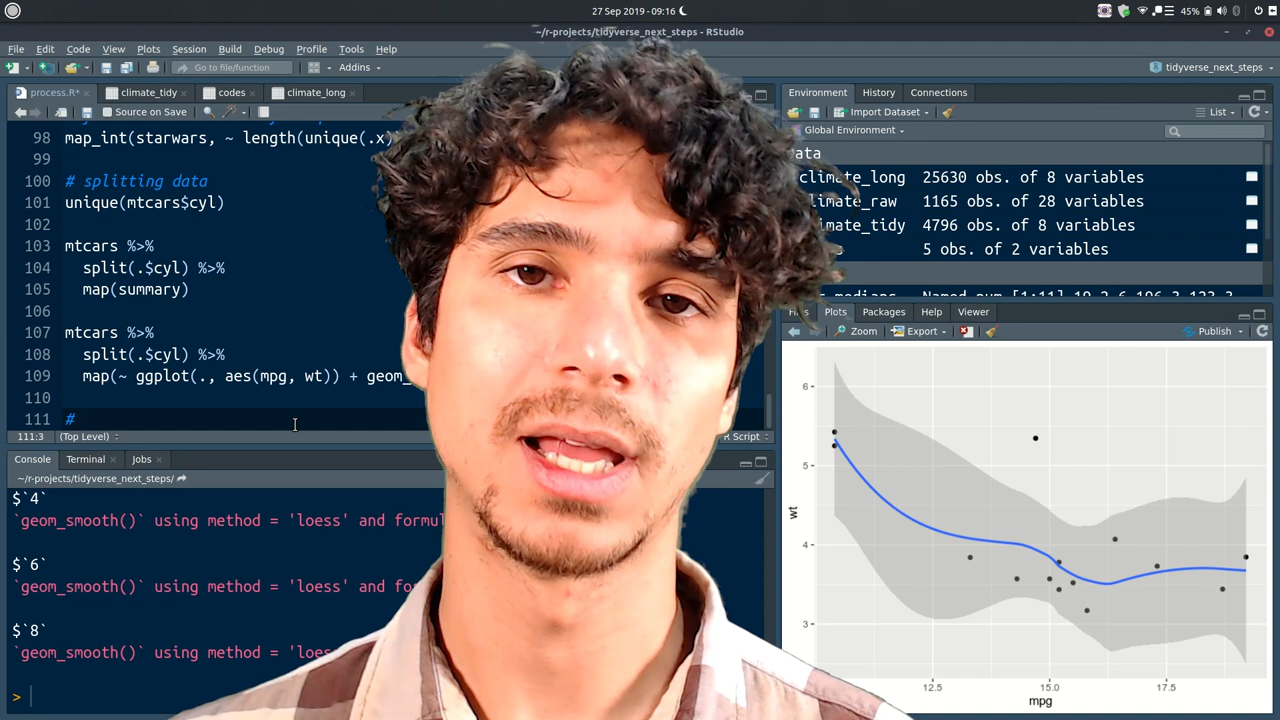 27 Sep 2019 - 09:16
45%
~/r-projects/tidyverse_next_steps - RStudio
File Edit Code View Plots Session Build Debug Profile Tools Help
Go to file/function
Addins
tidyverse_next_steps
process.R* climate_tidy codes climate_long
Source on Save
98 map_int(starwars, ~ length(unique(.x)
99
100 # splitting data
101 unique(mtcars$cyl)
102
103 mtcars %>%
104 split(.$cyl) %>%
105 map(summary)
106
107 mtcars %>%
108 split(.$cyl) %>%
109 map(~ ggplot(., aes(mpg, wt)) + geom_
110
111 #
111:3 (Top Level)
R Script
Console Terminal Jobs
~/r-projects/tidyverse_next_steps/
$`4`
`geom_smooth()` using method = 'loess' and formul
$`6`
`geom_smooth()` using method = 'loess' and fo
$`8`
`geom_smooth()` using method = 'loes
>
Environment History Connections
Import Dataset
List
Global Environment
ata
climate_long 25630 obs. of 8 variables
climate_raw 1165 obs. of 28 variables
climate_tidy 4796 obs. of 8 variables
5 obs. of 2 variables
Plots Packages Help Viewer
Zoom Export Publish
6
5
4
3
wt
12.5 15.0 17.5
mpg